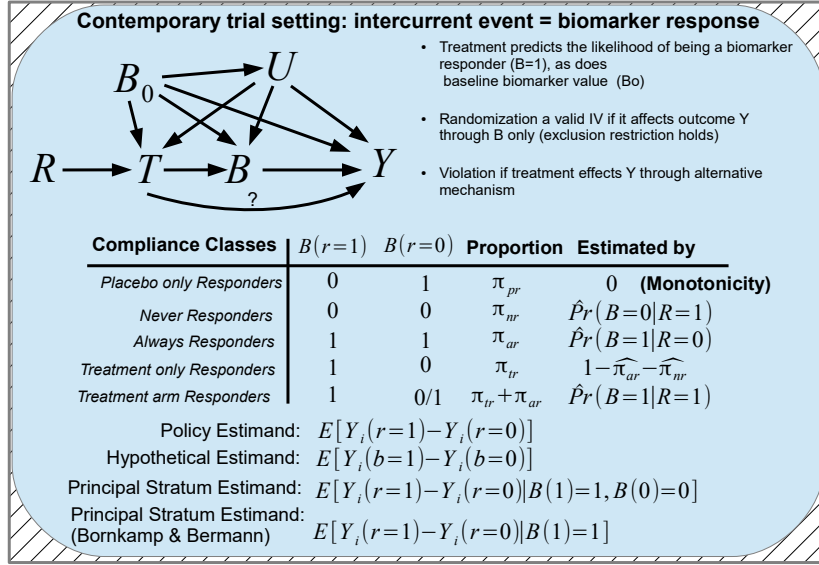 Contemporary trial setting: intercurrent event = biomarker response
• Treatment predicts the likelihood of being a biomarker
responder (B=1), as does
baseline biomarker value (Bo)
• Randomization a valid IV if it affects outcome Y
through B only (exclusion restriction holds)
• Violation if treatment effects Y through alternative
mechanism
B₀ U
R T B Y
?
Compliance Classes B(r=1) B(r=0) Proportion Estimated by
Placebo only Responders 0 1 π_pr 0 (Monotonicity)
Never Responders 0 0 π_nr P̂r(B=0|R=1)
Always Responders 1 1 π_ar P̂r(B=1|R=0)
Treatment only Responders 1 0 π_tr 1−π̂_ar−π̂_nr
Treatment arm Responders 1 0/1 π_tr+π_ar P̂r(B=1|R=1)
Policy Estimand: E[Y_i(r=1)−Y_i(r=0)]
Hypothetical Estimand: E[Y_i(b=1)−Y_i(b=0)]
Principal Stratum Estimand: E[Y_i(r=1)−Y_i(r=0)|B(1)=1,B(0)=0]
Principal Stratum Estimand:
(Bornkamp & Bermann) E[Y_i(r=1)−Y_i(r=0)|B(1)=1]